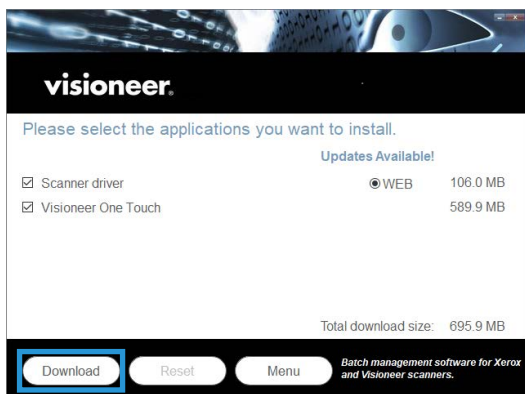 visioneer®
Please select the applications you want to install.
Updates Available!
Scanner driver WEB 106.0 MB
Visioneer One Touch 589.9 MB
Total download size: 695.9 MB
Download Reset Menu
Batch management software for Xerox
and Visioneer scanners.